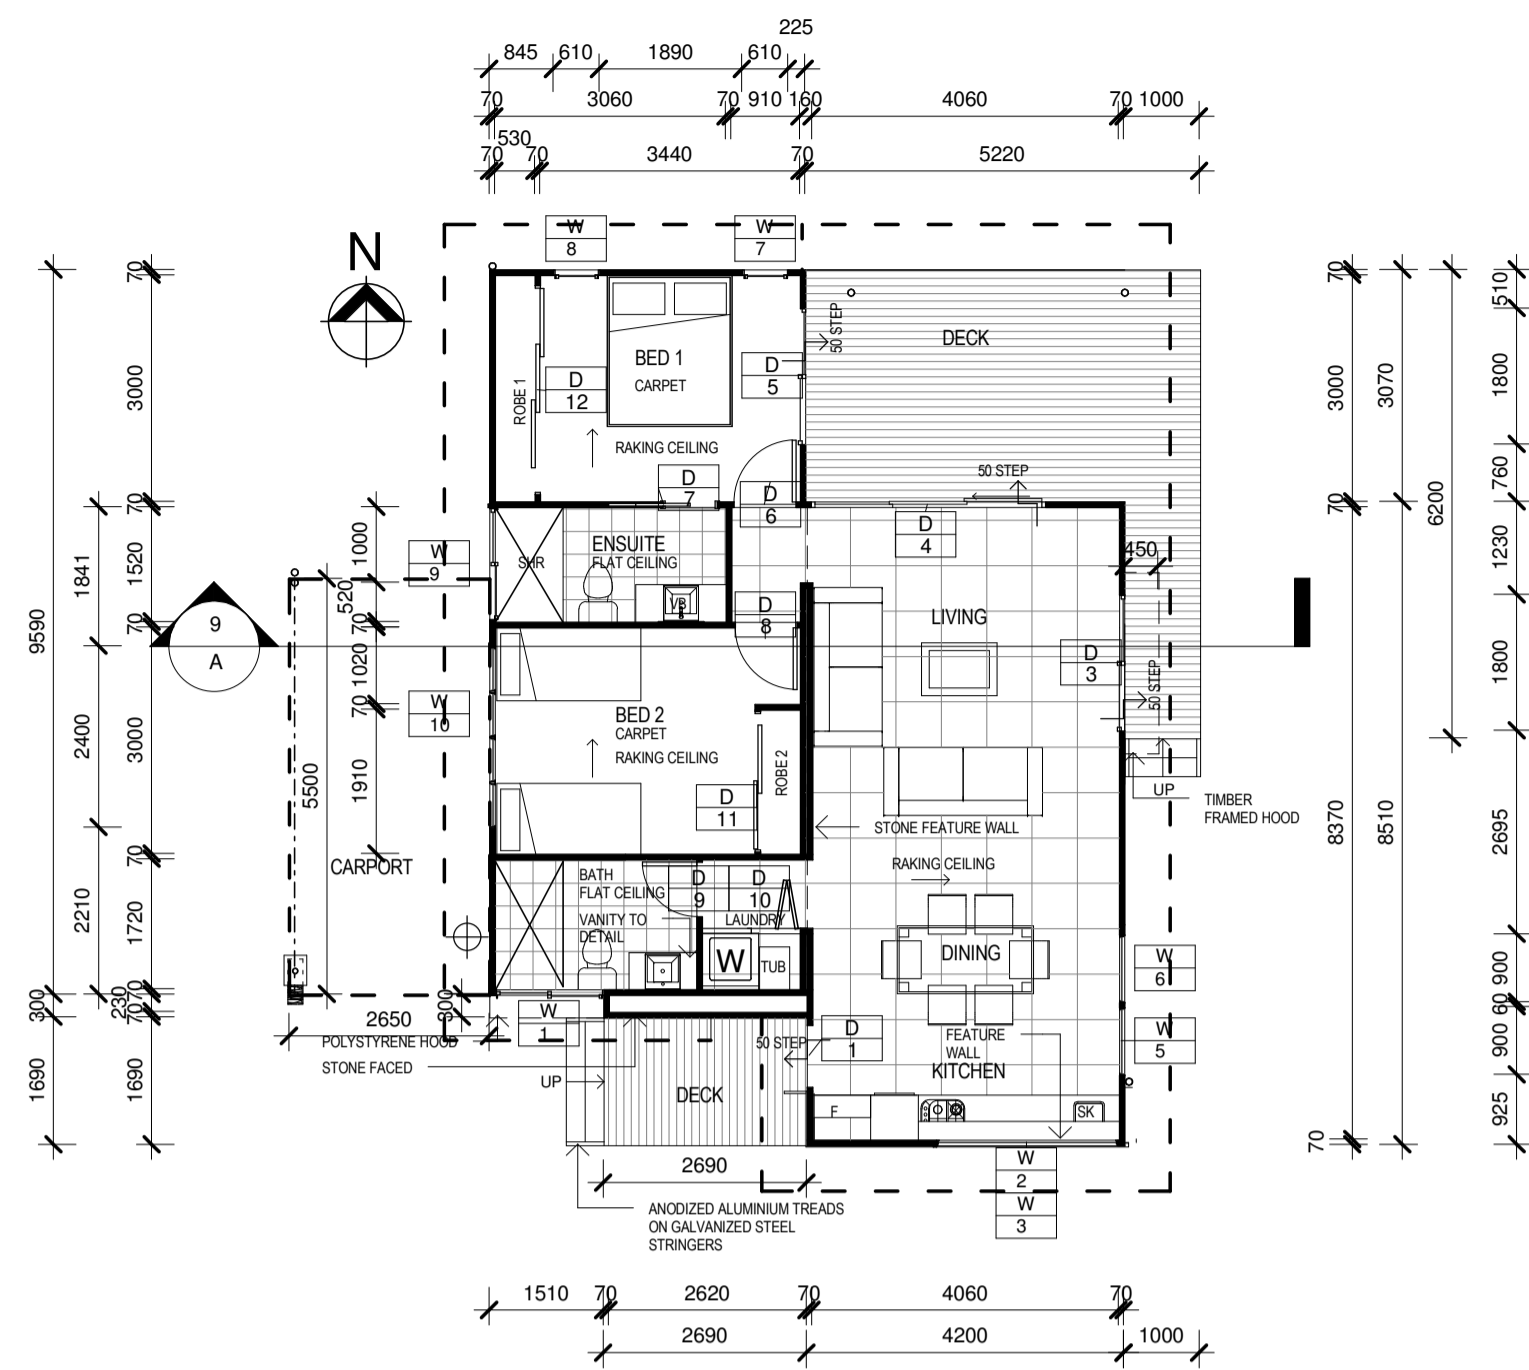 225
845 610 1890 610
70 3060 70 910 160 4060 70 1000
530
70 70 3440 70 5220
W
8
W
7
N
DECK
50 STEP
BED 1
CARPET
D
5
D
12
ROBE 1
RAKING CEILING
D
7
D
6
50 STEP
D
4
W
9
SHR
ENSUITE
FLAT CEILING
VB
D
8
LIVING
450
D
3
50 STEP
9
A
W
10
BED 2
CARPET
RAKING CEILING
ROBE 2
D
11
UP
TIMBER
FRAMED HOOD
STONE FEATURE WALL
RAKING CEILING
CARPORT
BATH
FLAT CEILING
D
9
D
10
VANITY TO
DETAIL
LAUNDRY
W
TUB
DINING
W
6
W
1
D
1
50 STEP
FEATURE
WALL
KITCHEN
W
5
2650
POLYSTYRENE HOOD
STONE FACED
UP
DECK
F
SK
2690
W
2
W
3
ANODIZED ALUMINIUM TREADS
ON GALVANIZED STEEL
STRINGERS
9590
300
1690
1841
2400
2210
70
3000
70
1520
70
3000
70
1720
70
230
70
1690
1000
520
70
1020
70
1910
5500
300
70
3000
70
8370
70
3070
8510
6200
510
1800
760
1230
1800
2695
900
60
900
925
1510 70 2620 70 4060 70
2690 4200 1000